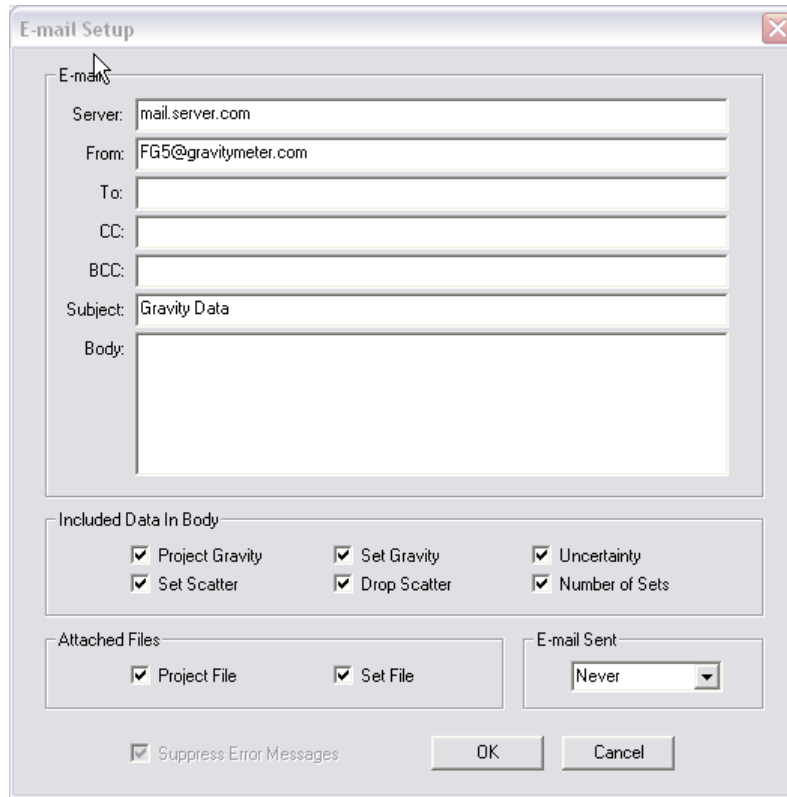 E-mail Setup
E-mail
Server: mail.server.com
From: FG5@gravitymeter.com
To:
CC:
BCC:
Subject: Gravity Data
Body:
Included Data In Body
Project Gravity Set Gravity Uncertainty
Set Scatter Drop Scatter Number of Sets
Attached Files E-mail Sent
Project File Set File Never
Suppress Error Messages OK Cancel